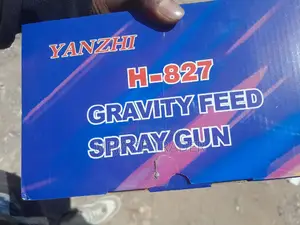 YANZHI
H-827
GRAVITY FEED
SPRAY GUN